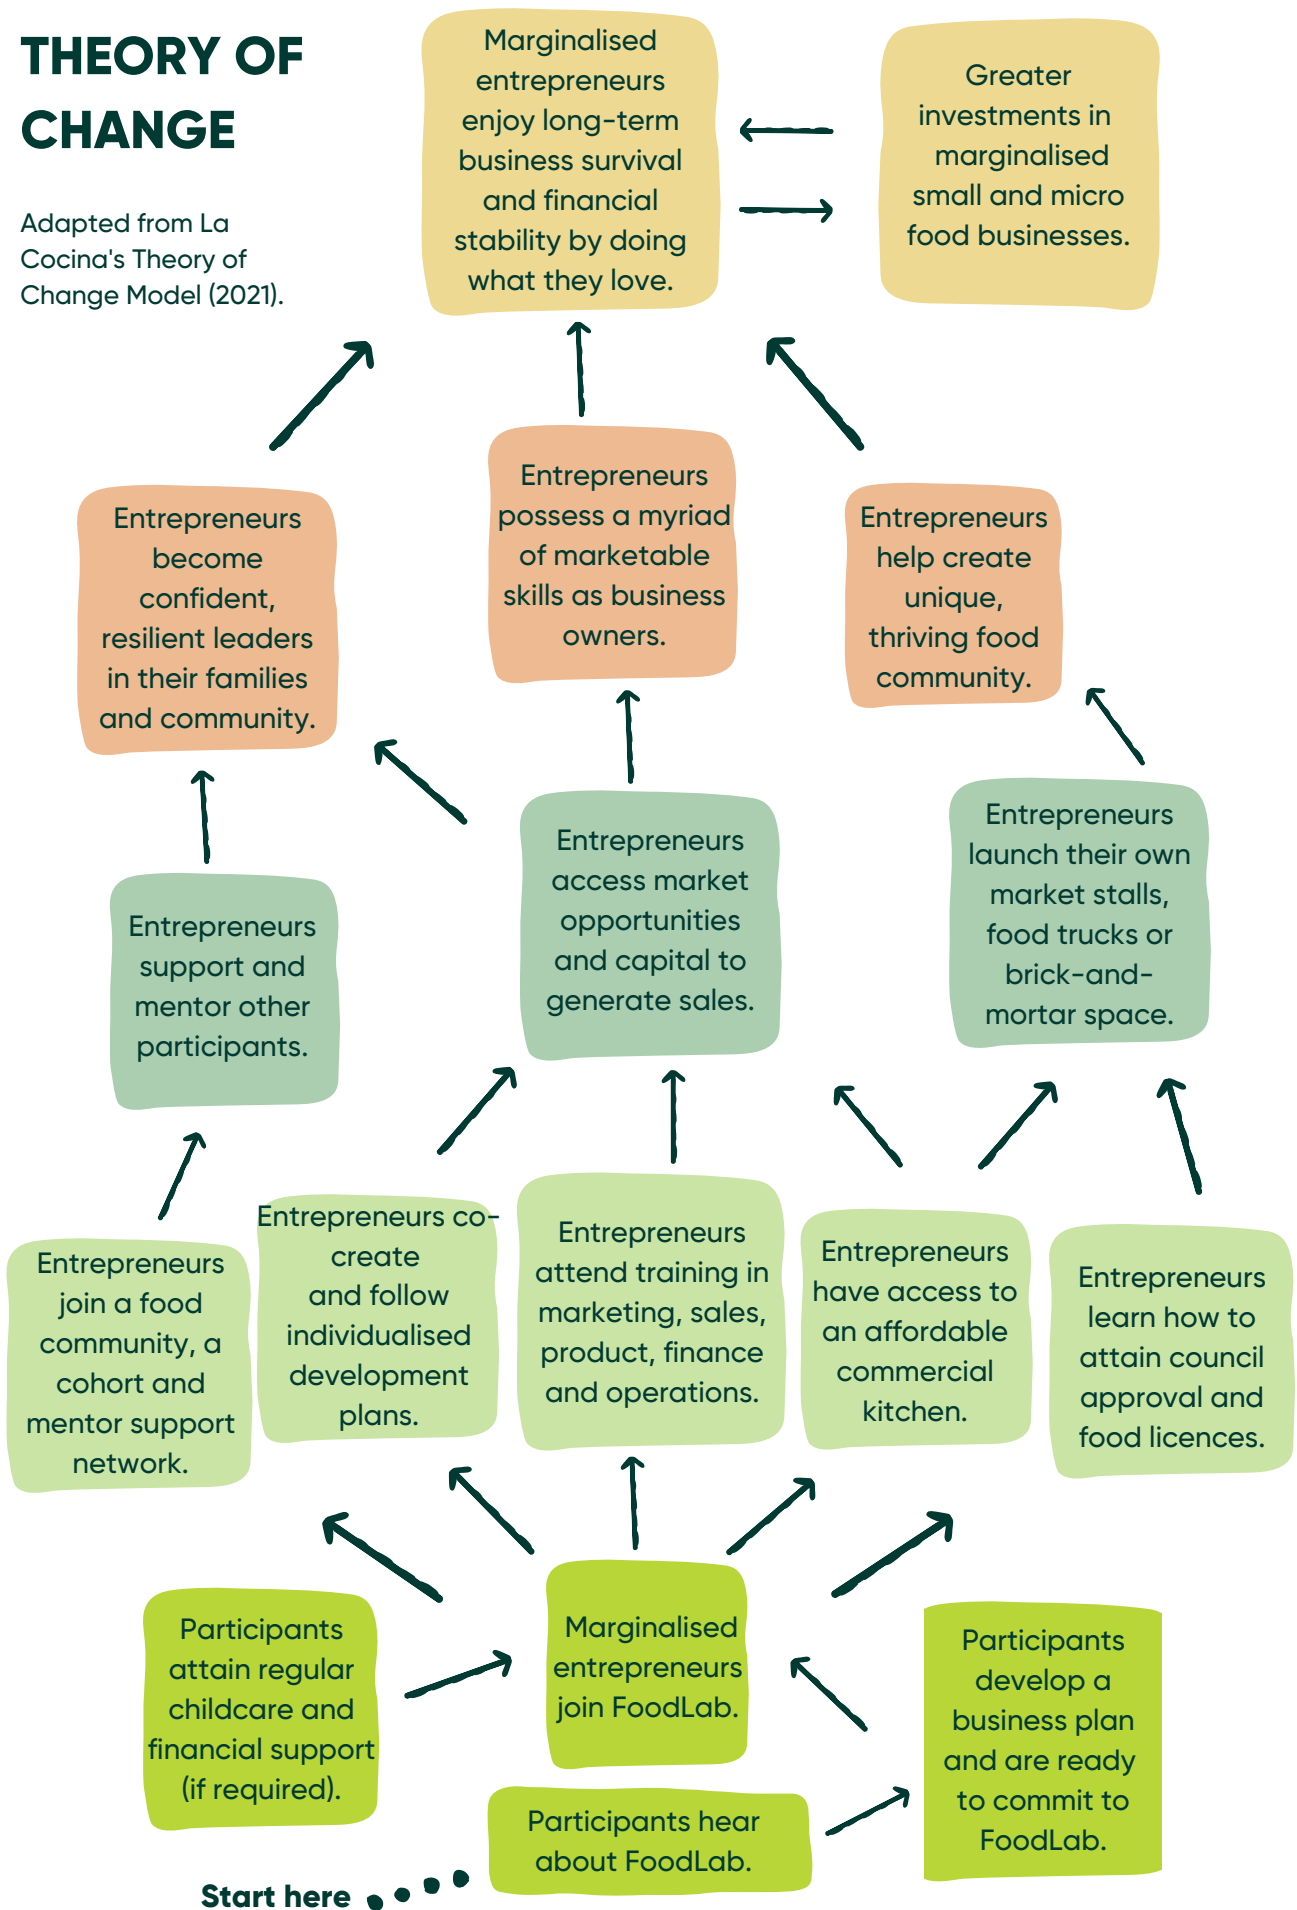 THEORY OF
CHANGE
Adapted from La
Cocina's Theory of
Change Model (2021).
Marginalised
entrepreneurs
enjoy long-term
business survival
and financial
stability by doing
what they love.
Greater
investments in
marginalised
small and micro
food businesses.
Entrepreneurs
become
confident,
resilient leaders
in their families
and community.
Entrepreneurs
possess a myriad
of marketable
skills as business
owners.
Entrepreneurs
help create
unique,
thriving food
community.
Entrepreneurs
support and
mentor other
participants.
Entrepreneurs
access market
opportunities
and capital to
generate sales.
Entrepreneurs
launch their own
market stalls,
food trucks or
brick-and-
mortar space.
Entrepreneurs
join a food
community, a
cohort and
mentor support
network.
Entrepreneurs co-
create
and follow
individualised
development
plans.
Entrepreneurs
attend training in
marketing, sales,
product, finance
and operations.
Entrepreneurs
have access to
an affordable
commercial
kitchen.
Entrepreneurs
learn how to
attain council
approval and
food licences.
Participants
attain regular
childcare and
financial support
(if required).
Marginalised
entrepreneurs
join FoodLab.
Participants
develop a
business plan
and are ready
to commit to
FoodLab.
Participants hear
about FoodLab.
Start here